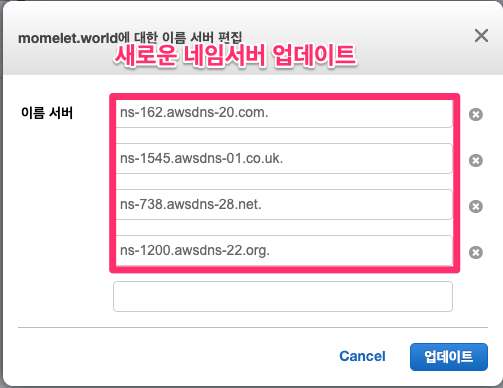 momelet.world에 대한 이름 서버 편집
새로운 네임서버 업데이트
이름 서버
ns-162.awsdns-20.com.
ns-1545.awsdns-01.co.uk.
ns-738.awsdns-28.net.
ns-1200.awsdns-22.org.
Cancel
업데이트